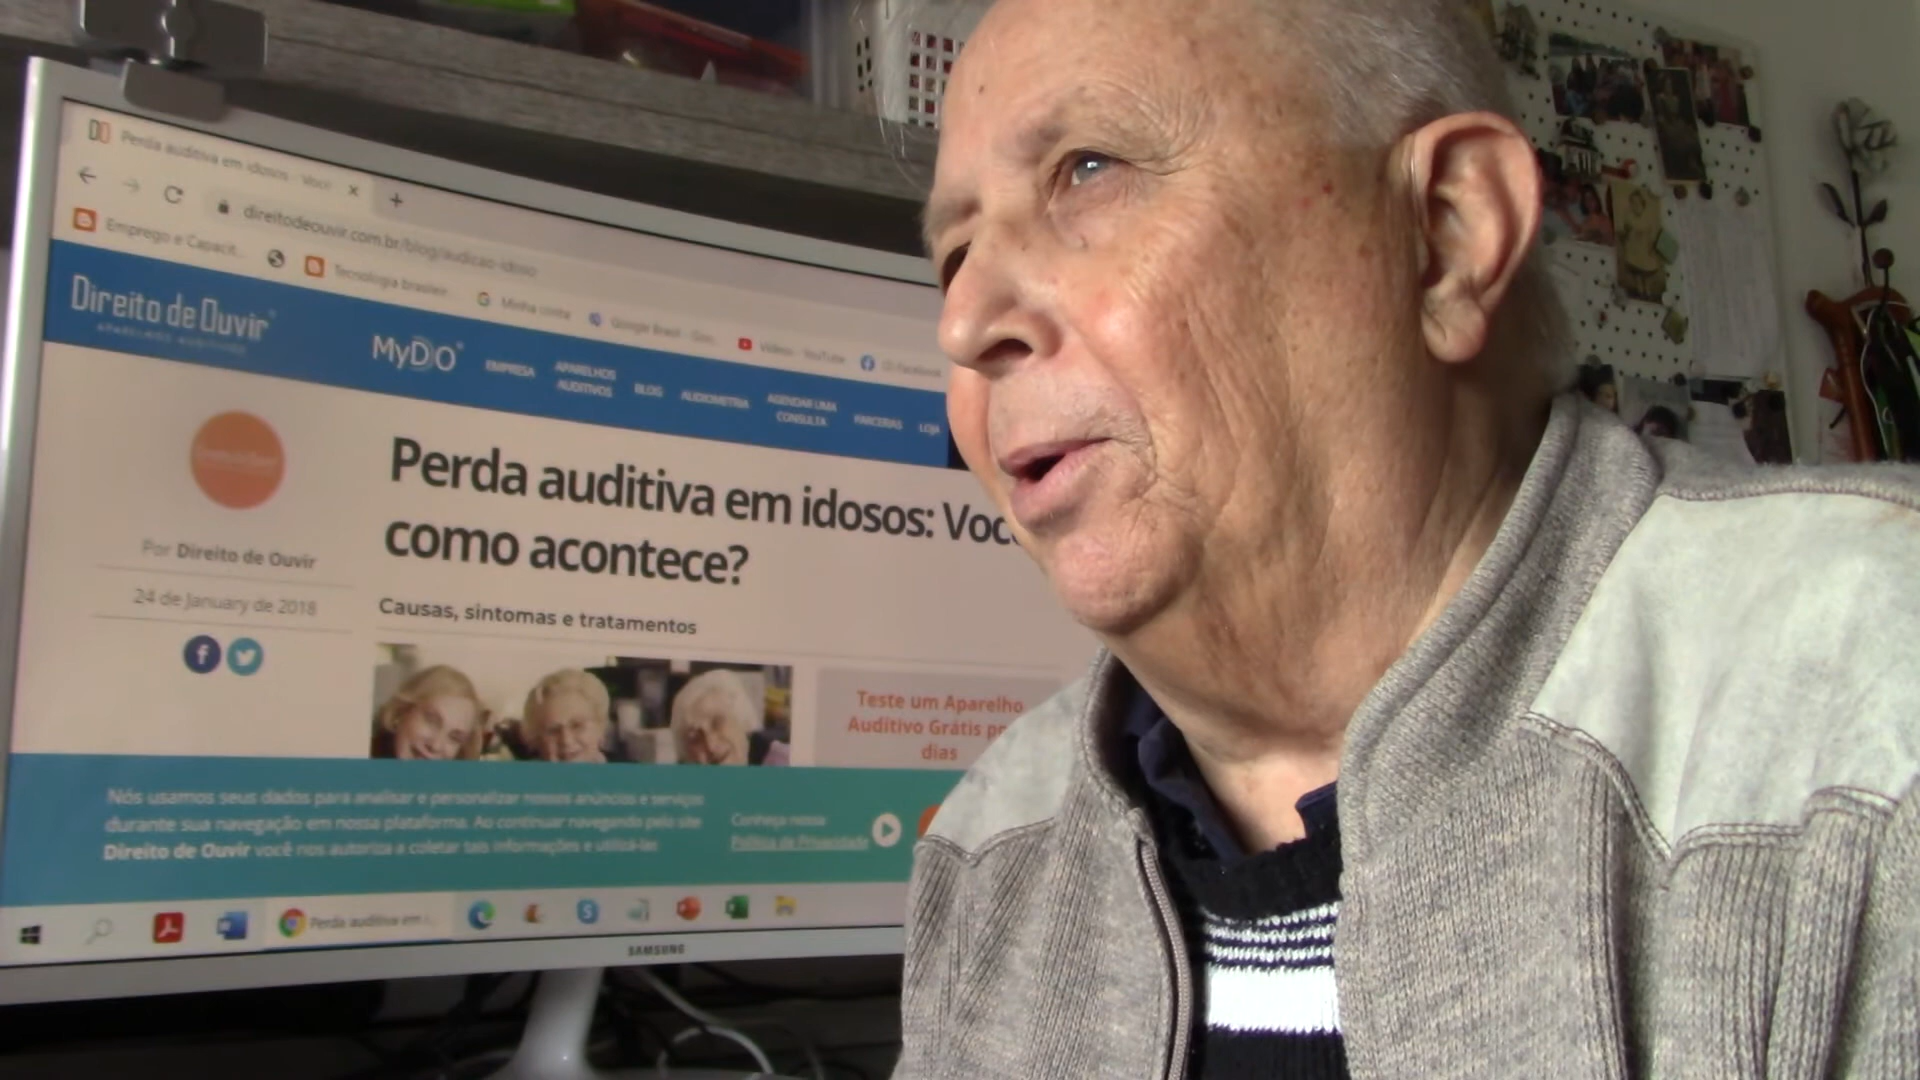 Perda auditiva em idosos - Você
direitodeouvir.com.br/blog/audicao-idoso
Emprego e Capacit...
Tecnologia brasileir...
Minha conta
Google Brasil - Goo...
Vídeos - YouTube
(2) Facebook
Direito de Ouvir
APARELHOS AUDITIVOS
MyDO
EMPRESA
APARELHOS
AUDITIVOS
BLOG
AUDIOMETRIA
AGENDAR UMA
CONSULTA
PARCERIAS
LOJA
Perda auditiva em idosos: Você
como acontece?
Por Direito de Ouvir
24 de January de 2018
Causas, sintomas e tratamentos
Teste um Aparelho
Auditivo Grátis po
dias
Nós usamos seus dados para analisar e personalizar nossos anúncios e serviços
durante sua navegação em nossa plataforma. Ao continuar navegando pelo site
Direito de Ouvir você nos autoriza a coletar tais informações e utilizá-las
Conheça nossa
Política de Privacidade
Perda auditiva em i...
SAMSUNG